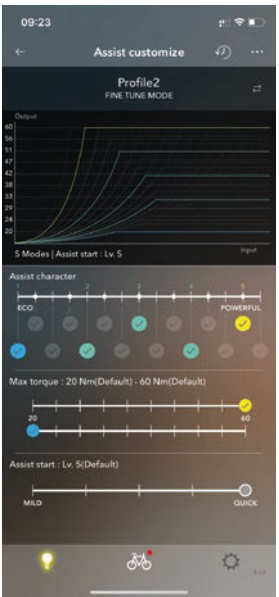 09:23
Assist customize
Profile2
FINE TUNE MODE
Output
60
56
51
47
42
38
33
29
24
20
5 Modes | Assist start : Lv. 5
Input
Assist character
1 2 3 4 5
ECO POWERFUL
Max torque : 20 Nm(Default) - 60 Nm(Default)
20 60
Assist start : Lv. 5(Default)
MILD QUICK